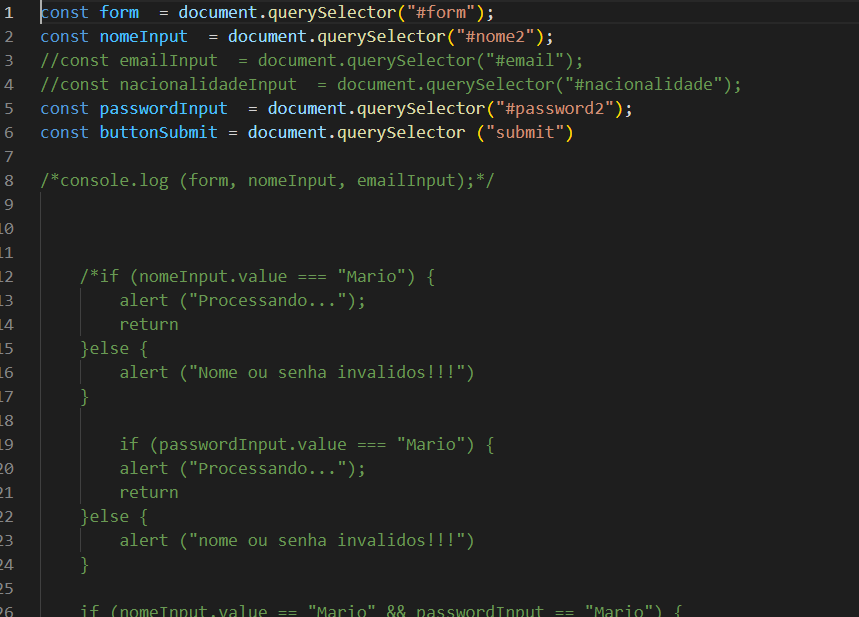 1 const form  = document.querySelector("#form");
2 const nomeInput  = document.querySelector("#nome2");
3 //const emailInput  = document.querySelector("#email");
4 //const nacionalidadeInput  = document.querySelector("#nacionalidade");
5 const passwordInput  = document.querySelector("#password2");
6 const buttonSubmit = document.querySelector ("submit")
7
8 /*console.log (form, nomeInput, emailInput);*/
9
10
11
12     /*if (nomeInput.value === "Mario") {
13         alert ("Processando...");
14         return
15     }else {
16         alert ("Nome ou senha invalidos!!!")
17     }
18
19         if (passwordInput.value === "Mario") {
20         alert ("Processando...");
21         return
22     }else {
23         alert ("nome ou senha invalidos!!!")
24     }
25
26     if (nomeInput.value == "Mario" && passwordInput == "Mario") {